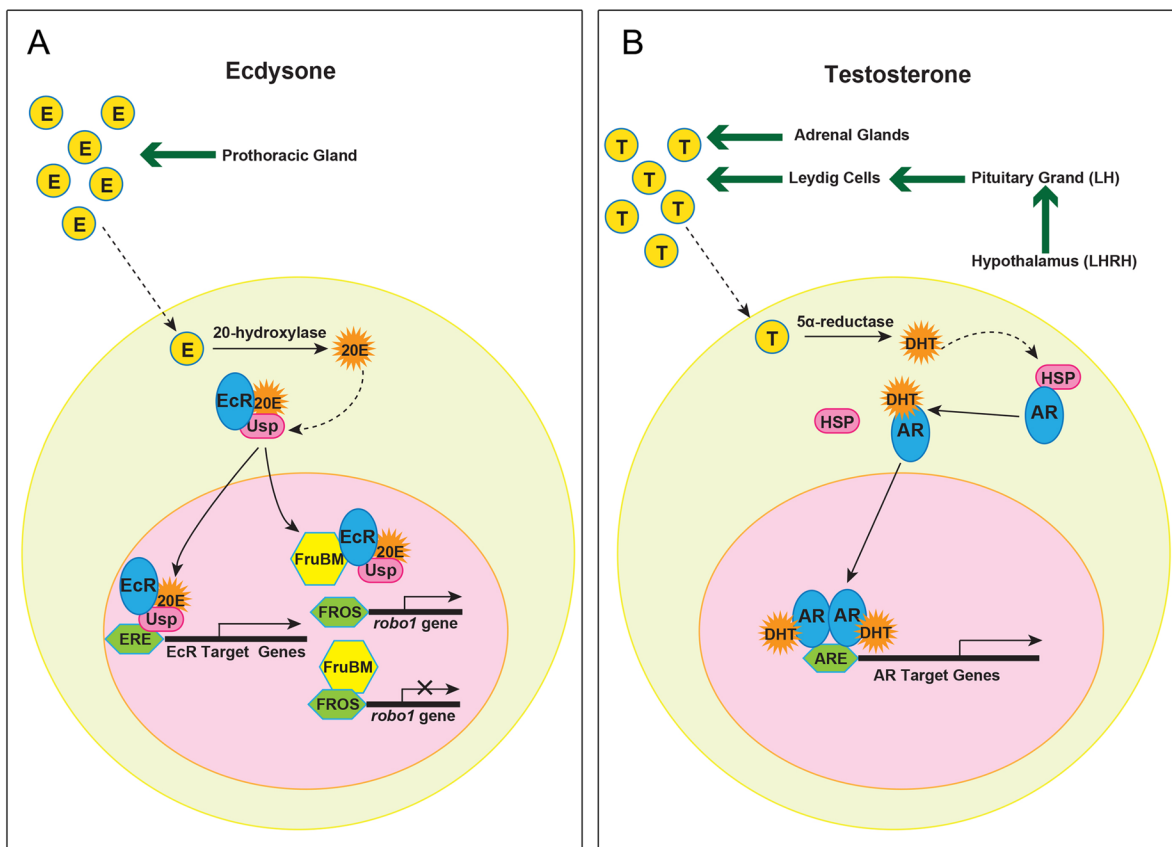 A
Ecdysone
E
E
E
E
E
E
Prothoracic Gland
E
20-hydroxylase
20E
EcR
20E
Usp
EcR
20E
Usp
FruBM
EcR
20E
Usp
ERE
EcR Target Genes
FROS
robo1 gene
FruBM
FROS
robo1 gene
B
Testosterone
T
T
T
T
T
T
Adrenal Glands
Leydig Cells
Pituitary Grand (LH)
Hypothalamus (LHRH)
T
5α-reductase
DHT
HSP
AR
DHT
AR
HSP
AR
AR
DHT
DHT
ARE
AR Target Genes